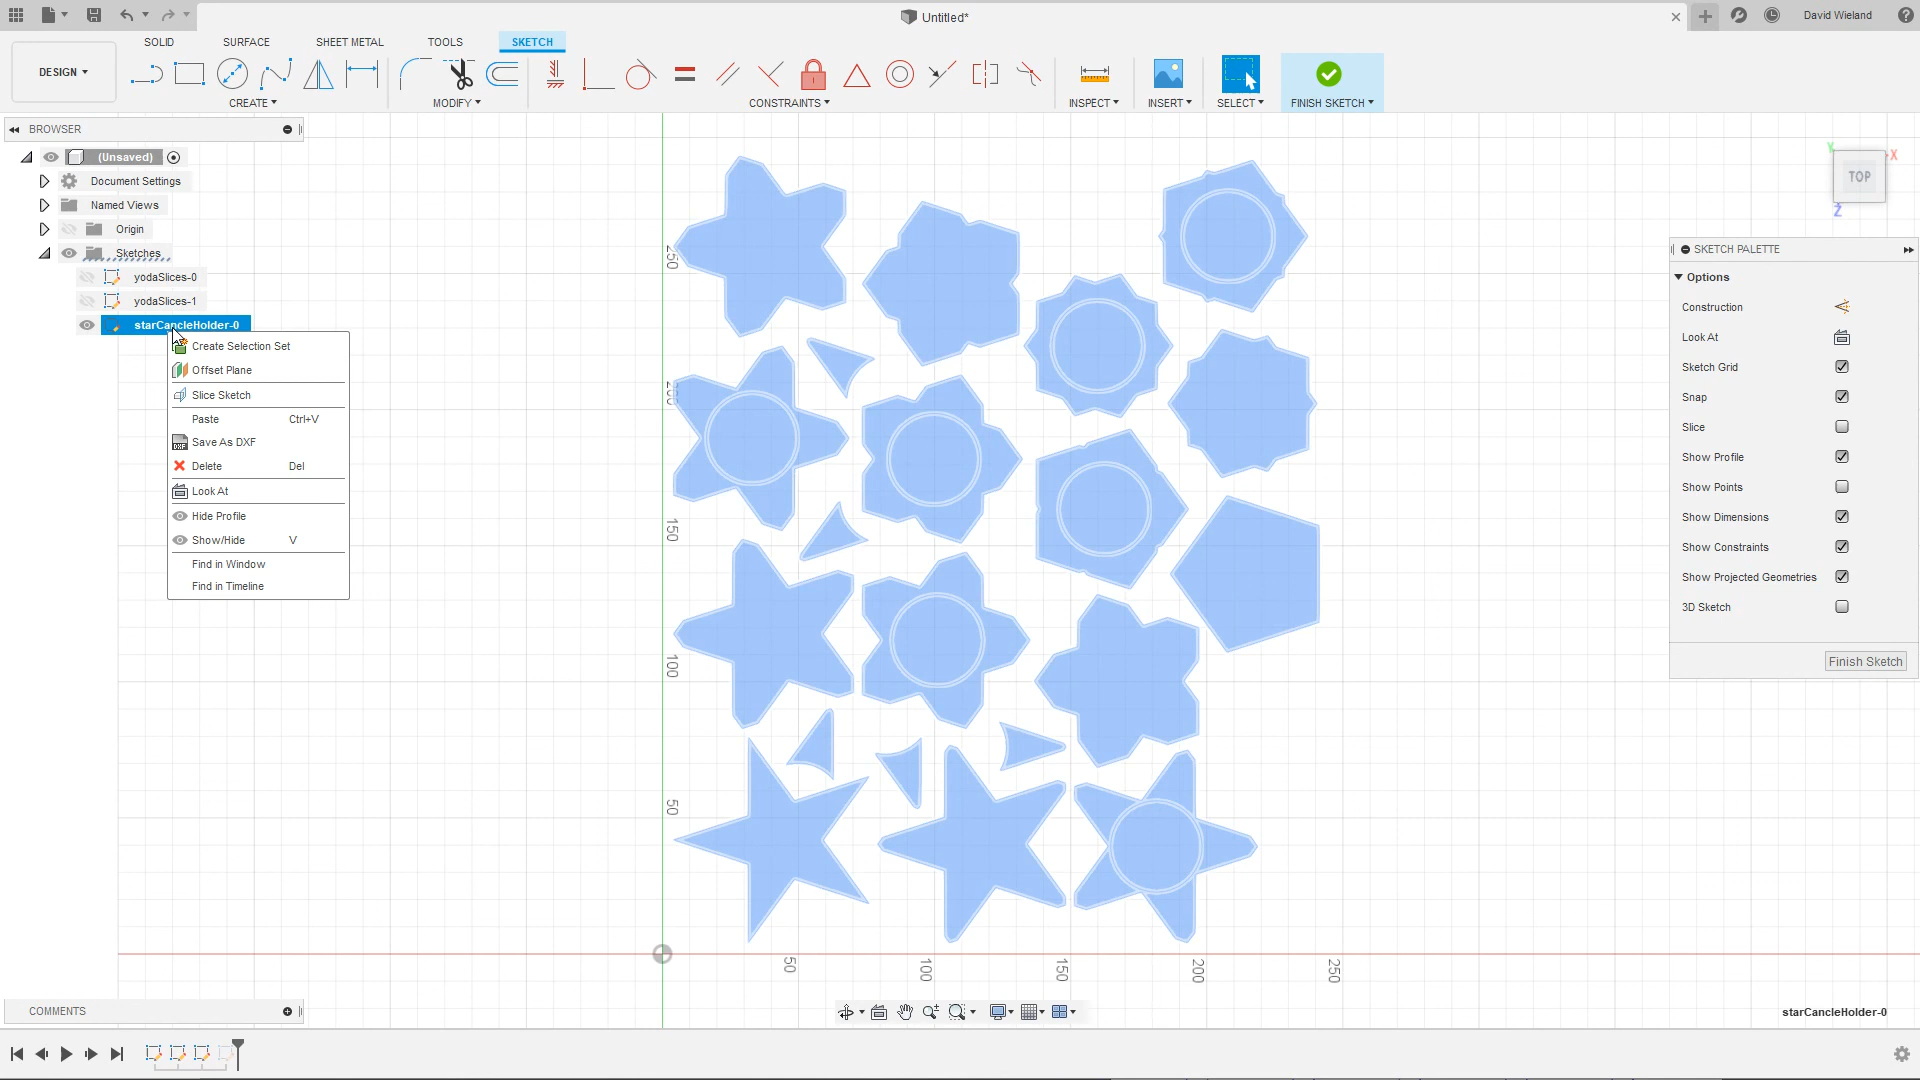 Untitled*
David Wieland
SOLID
SURFACE
SHEET METAL
TOOLS
SKETCH
DESIGN
CREATE
MODIFY
CONSTRAINTS
INSPECT
INSERT
SELECT
FINISH SKETCH
BROWSER
(Unsaved)
Document Settings
Named Views
Origin
Sketches
yodaSlices-0
yodaSlices-1
starCancleHolder-0
Create Selection Set
Offset Plane
Slice Sketch
Paste Ctrl+V
Save As DXF
Delete Del
Look At
Hide Profile
Show/Hide V
Find in Window
Find in Timeline
250
200
150
100
50
50
100
150
200
250
Y
X
TOP
Z
SKETCH PALETTE
Options
Construction
Look At
Sketch Grid
Snap
Slice
Show Profile
Show Points
Show Dimensions
Show Constraints
Show Projected Geometries
3D Sketch
Finish Sketch
COMMENTS
starCancleHolder-0